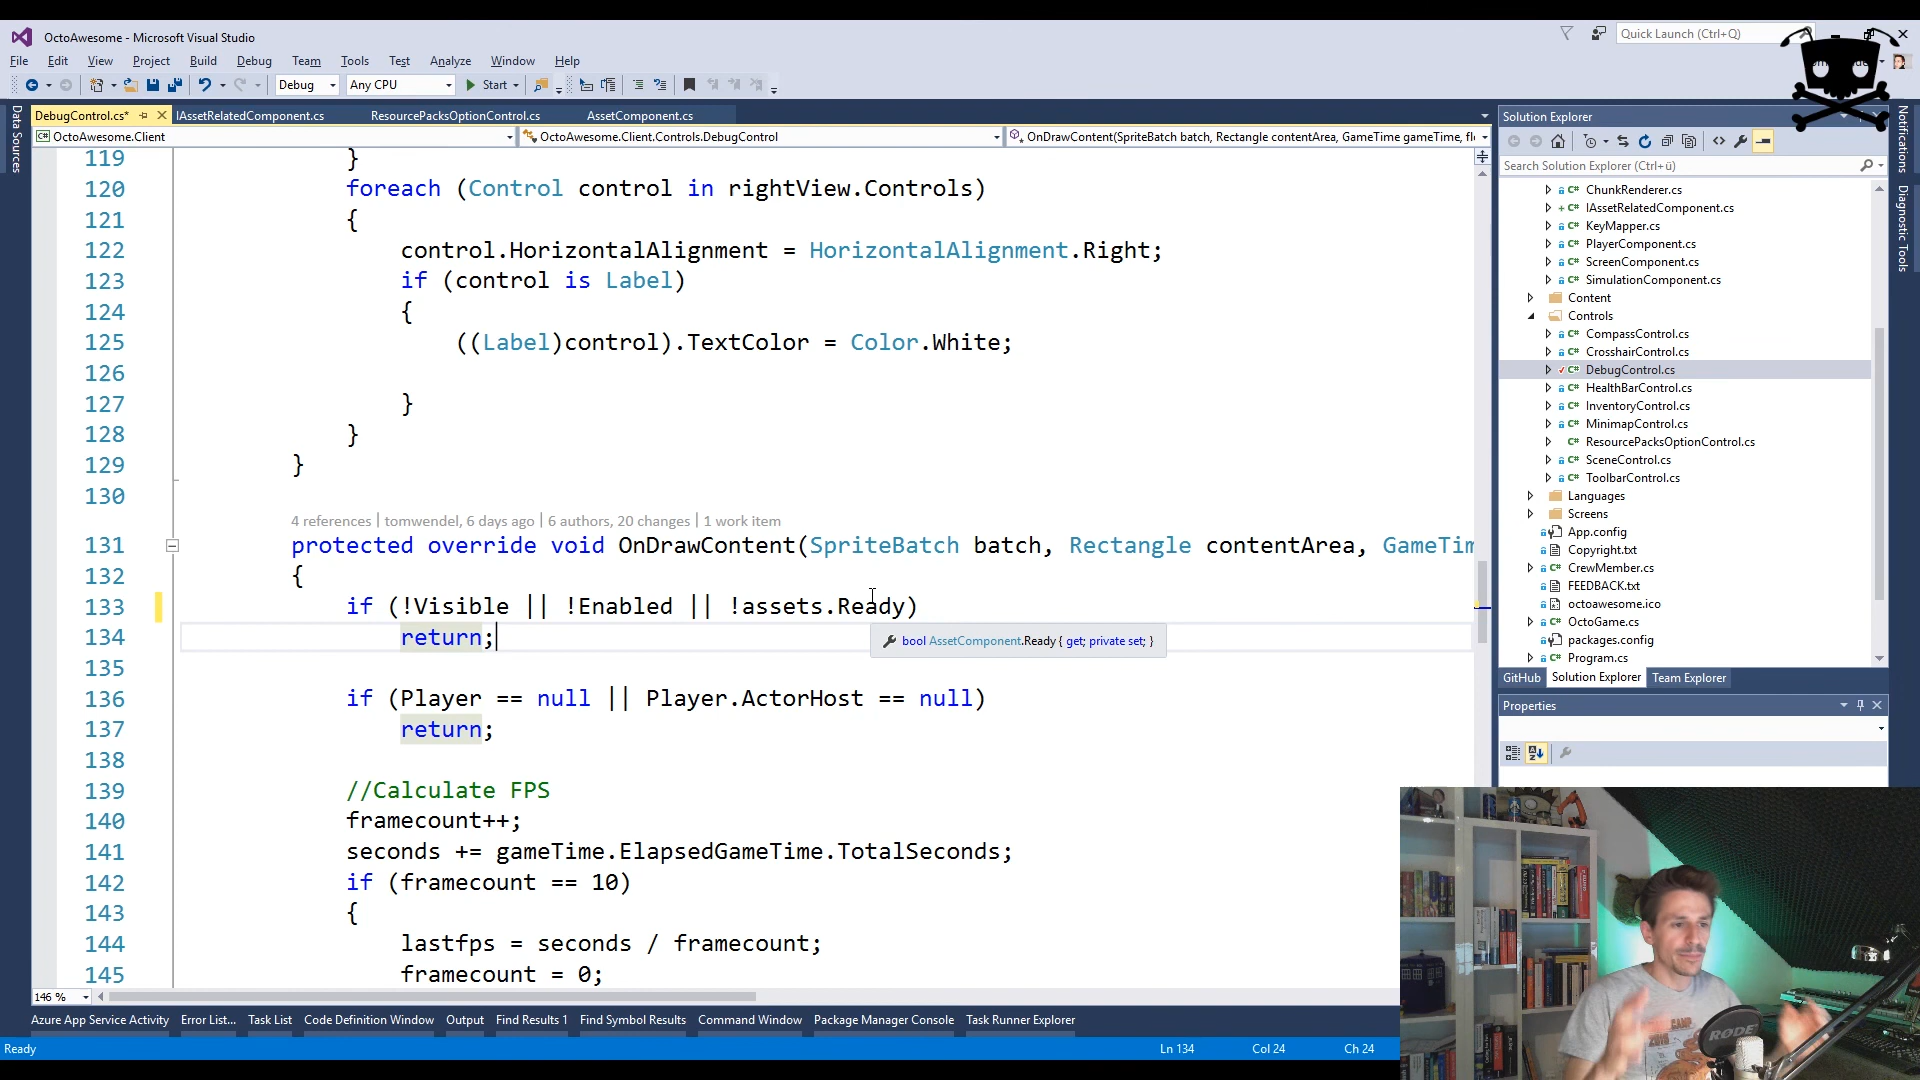 OctoAwesome - Microsoft Visual Studio
Quick Launch (Ctrl+Q)
File Edit View Project Build Debug Team Tools Test Analyze Window Help
Debug Any CPU Start
Data Sources
DebugControl.cs* IAssetRelatedComponent.cs ResourcePacksOptionControl.cs AssetComponent.cs
OctoAwesome.Client OctoAwesome.Client.Controls.DebugControl OnDrawContent(SpriteBatch batch, Rectangle contentArea, GameTime gameTime, fl
119 }
120 foreach (Control control in rightView.Controls)
121 {
122 control.HorizontalAlignment = HorizontalAlignment.Right;
123 if (control is Label)
124 {
125 ((Label)control).TextColor = Color.White;
126
127 }
128 }
129 }
130
4 references | tomwendel, 6 days ago | 6 authors, 20 changes | 1 work item
131 protected override void OnDrawContent(SpriteBatch batch, Rectangle contentArea, GameTim
132 {
133 if (!Visible || !Enabled || !assets.Ready)
134 return;
bool AssetComponent.Ready { get; private set; }
135
136 if (Player == null || Player.ActorHost == null)
137 return;
138
139 //Calculate FPS
140 framecount++;
141 seconds += gameTime.ElapsedGameTime.TotalSeconds;
142 if (framecount == 10)
143 {
144 lastfps = seconds / framecount;
145 framecount = 0;
146 %
Azure App Service Activity Error List... Task List Code Definition Window Output Find Results 1 Find Symbol Results Command Window Package Manager Console Task Runner Explorer
Ready Ln 134 Col 24 Ch 24
Solution Explorer
Search Solution Explorer (Ctrl+ü)
ChunkRenderer.cs
IAssetRelatedComponent.cs
KeyMapper.cs
PlayerComponent.cs
ScreenComponent.cs
SimulationComponent.cs
Content
Controls
CompassControl.cs
CrosshairControl.cs
DebugControl.cs
HealthBarControl.cs
InventoryControl.cs
MinimapControl.cs
ResourcePacksOptionControl.cs
SceneControl.cs
ToolbarControl.cs
Languages
Screens
App.config
Copyright.txt
CrewMember.cs
FEEDBACK.txt
octoawesome.ico
OctoGame.cs
packages.config
Program.cs
GitHub Solution Explorer Team Explorer
Properties
Notifications
Diagnostic Tools
RØDE